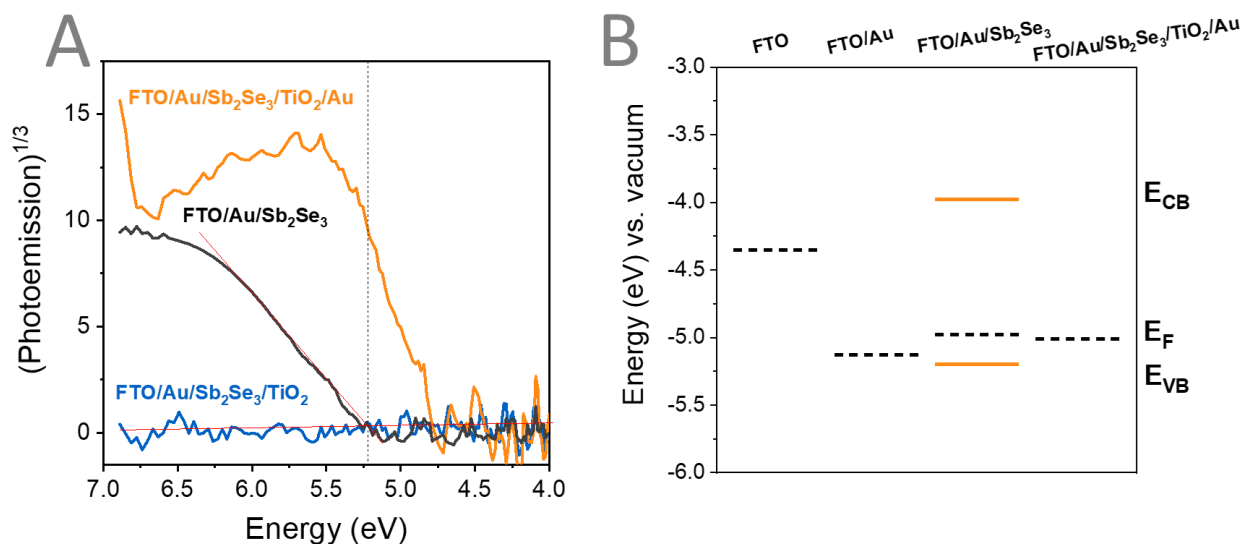 A
FTO/Au/Sb₂Se₃/TiO₂/Au
FTO/Au/Sb₂Se₃
FTO/Au/Sb₂Se₃/TiO₂
(Photoemission)^1/3
15
10
5
0
7.0 6.5 6.0 5.5 5.0 4.5 4.0
Energy (eV)
B
FTO
FTO/Au
FTO/Au/Sb₂Se₃
FTO/Au/Sb₂Se₃/TiO₂/Au
Energy (eV) vs. vacuum
-3.0
-3.5
-4.0
-4.5
-5.0
-5.5
-6.0
E_CB
E_F
E_VB